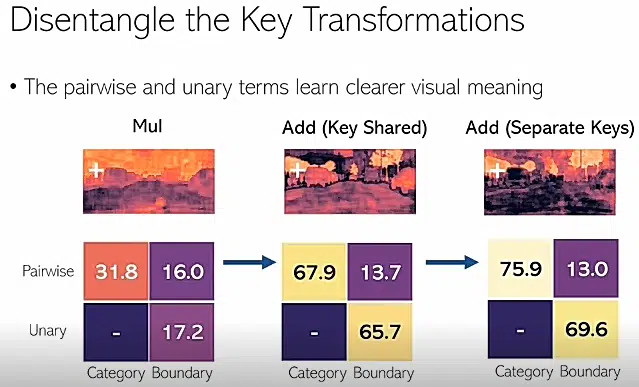 Disentangle the Key Transformations
• The pairwise and unary terms learn clearer visual meaning
Mul Add (Key Shared) Add (Separate Keys)
Pairwise 31.8 16.0 67.9 13.7 75.9 13.0
Unary - 17.2 - 65.7 - 69.6
Category Boundary Category Boundary Category Boundary